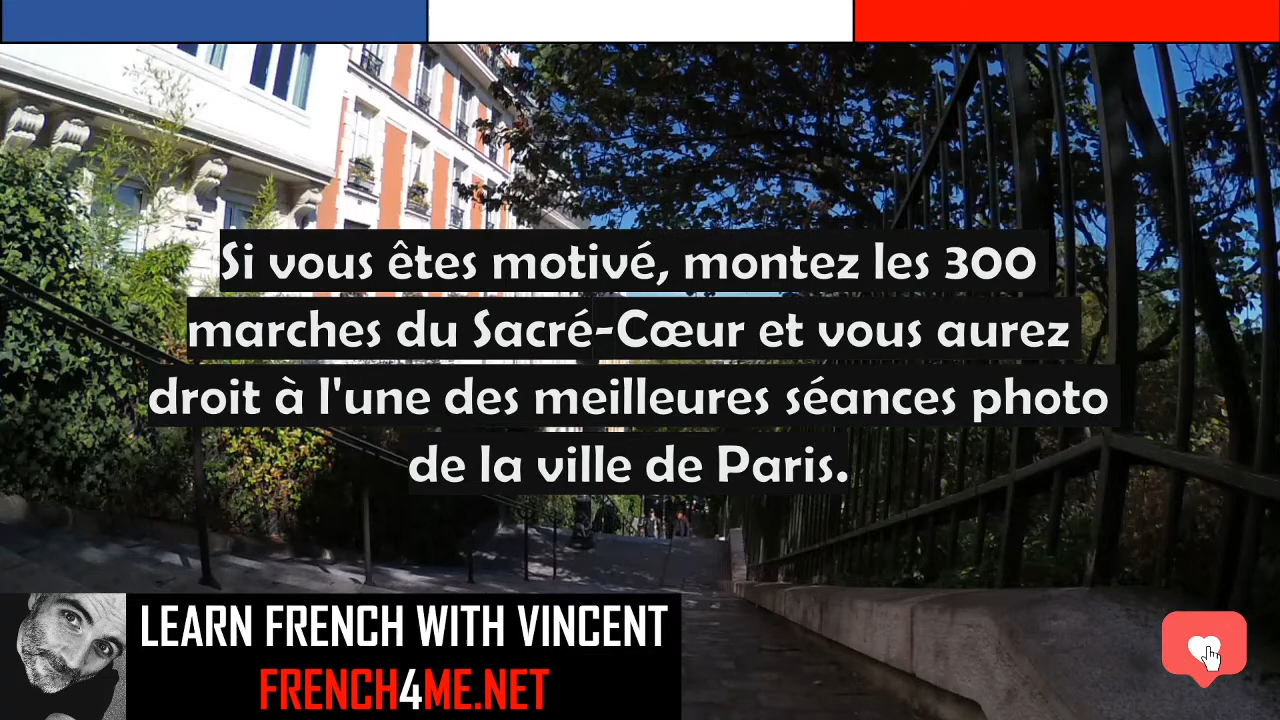 Si vous êtes motivé, montez les 300
marches du Sacré-Cœur et vous aurez
droit à l'une des meilleures séances photo
de la ville de Paris.
LEARN FRENCH WITH VINCENT
FRENCH4ME.NET